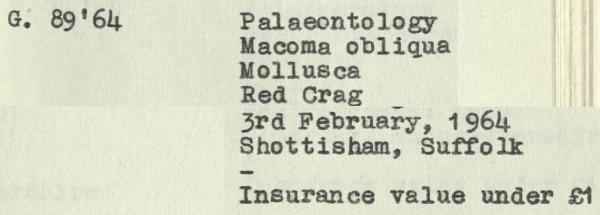 G. 89'64 Palaeontology
Macoma obliqua
Mollusca
Red Crag
3rd February, 1964
Shottisham, Suffolk
-
Insurance value under £1